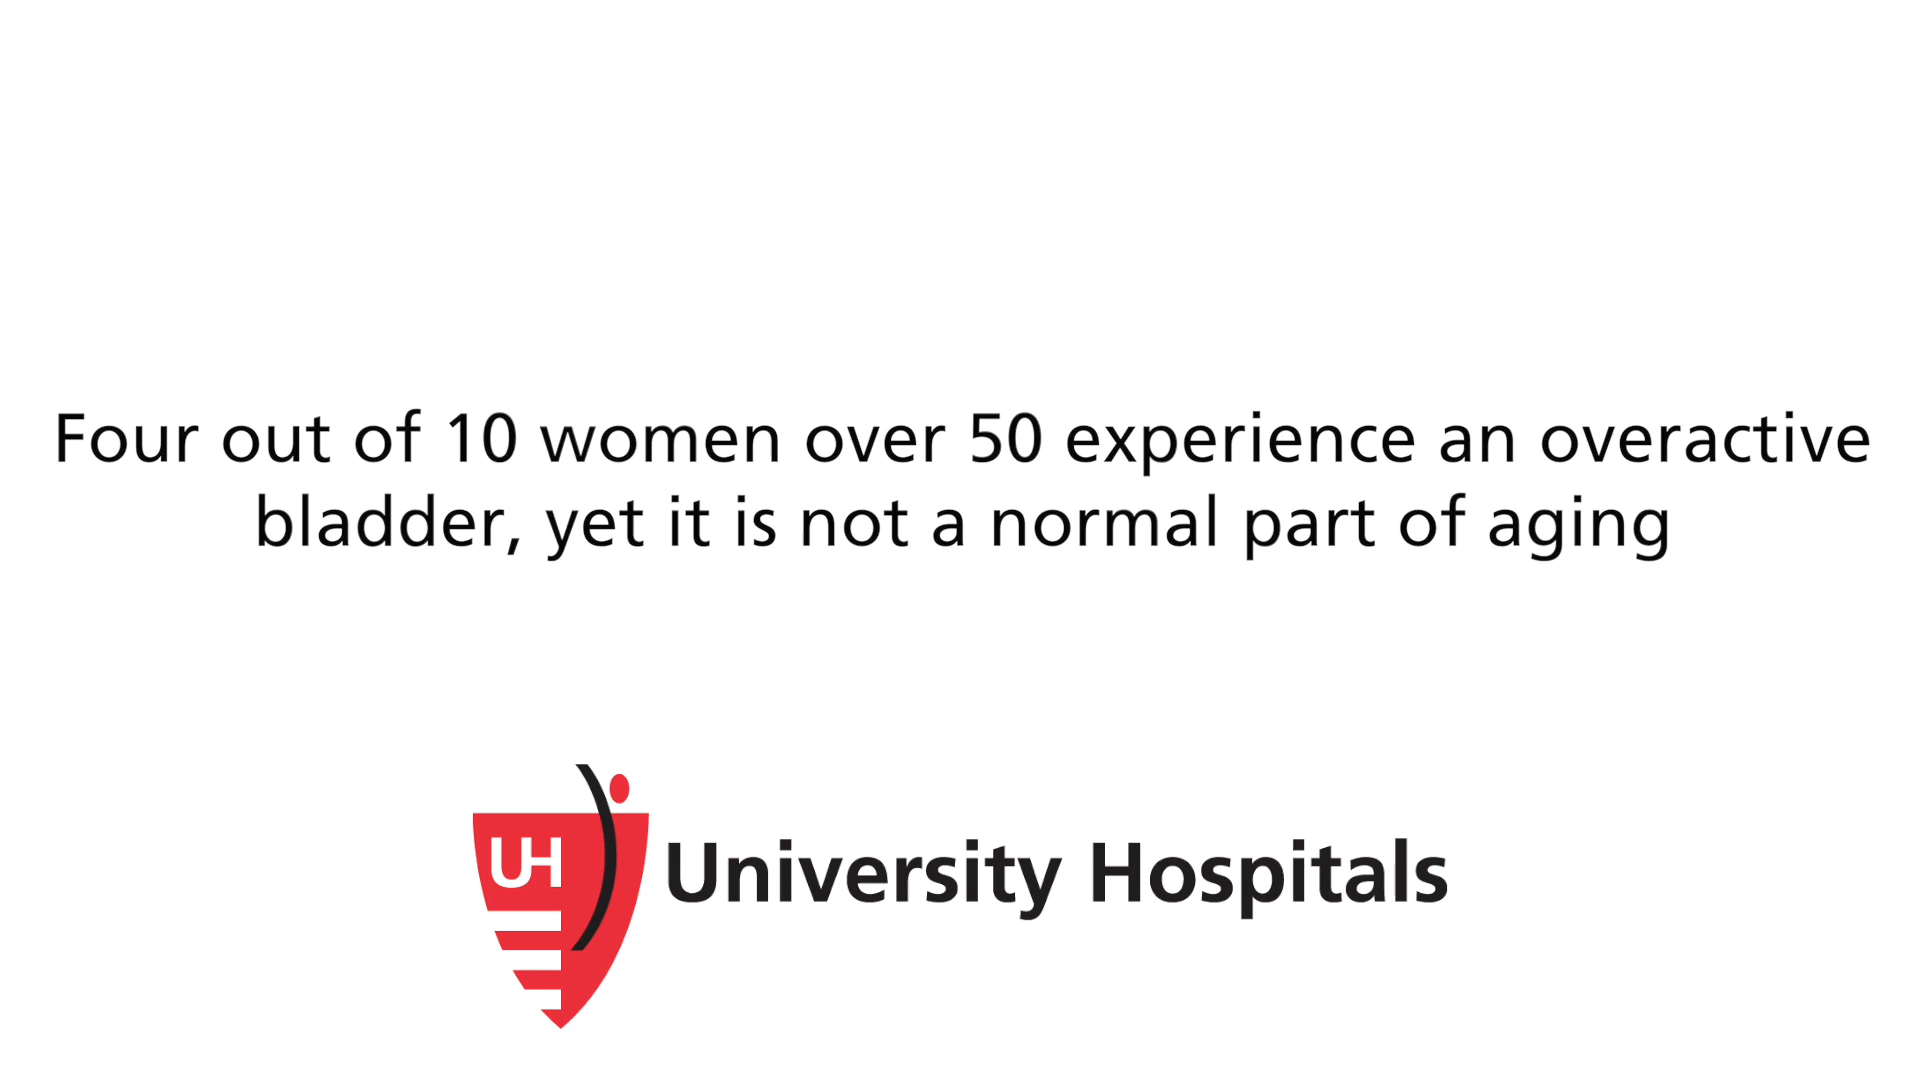 Four out of 10 women over 50 experience an overactive
bladder, yet it is not a normal part of aging
UH
University Hospitals